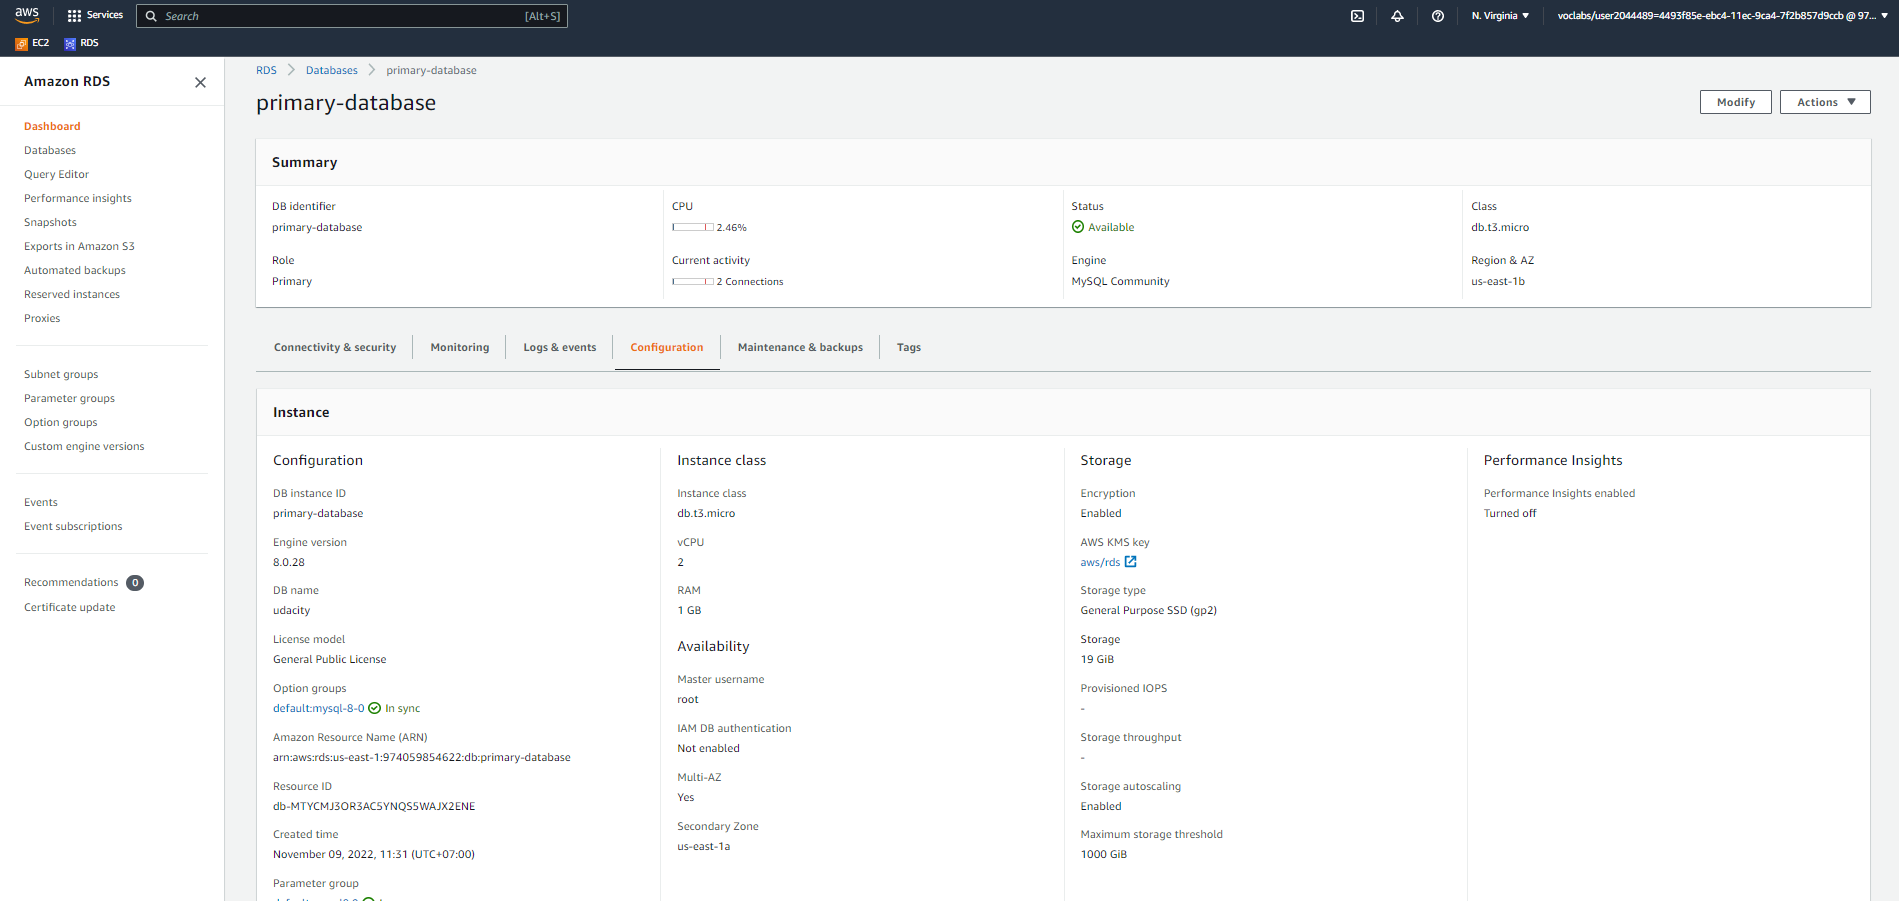 aws
Services
Search
[Alt+S]
N. Virginia
voclabs/user2044489=4493f85e-ebc4-11ec-9ca4-7f2b857d9ccb @ 97...
EC2
RDS
Amazon RDS
Dashboard
Databases
Query Editor
Performance insights
Snapshots
Exports in Amazon S3
Automated backups
Reserved instances
Proxies
Subnet groups
Parameter groups
Option groups
Custom engine versions
Events
Event subscriptions
Recommendations 0
Certificate update
RDS
Databases
primary-database
primary-database
Modify
Actions
Summary
DB identifier
primary-database
Role
Primary
CPU
2.46%
Current activity
2 Connections
Status
Available
Engine
MySQL Community
Class
db.t3.micro
Region & AZ
us-east-1b
Connectivity & security
Monitoring
Logs & events
Configuration
Maintenance & backups
Tags
Instance
Configuration
DB instance ID
primary-database
Engine version
8.0.28
DB name
udacity
License model
General Public License
Option groups
default:mysql-8-0 In sync
Amazon Resource Name (ARN)
arn:aws:rds:us-east-1:974059854622:db:primary-database
Resource ID
db-MTYCMJ3OR3AC5YNQS5WAJX2ENE
Created time
November 09, 2022, 11:31 (UTC+07:00)
Parameter group
Instance class
Instance class
db.t3.micro
vCPU
2
RAM
1 GB
Availability
Master username
root
IAM DB authentication
Not enabled
Multi-AZ
Yes
Secondary Zone
us-east-1a
Storage
Encryption
Enabled
AWS KMS key
aws/rds
Storage type
General Purpose SSD (gp2)
Storage
19 GiB
Provisioned IOPS
-
Storage throughput
-
Storage autoscaling
Enabled
Maximum storage threshold
1000 GiB
Performance Insights
Performance Insights enabled
Turned off